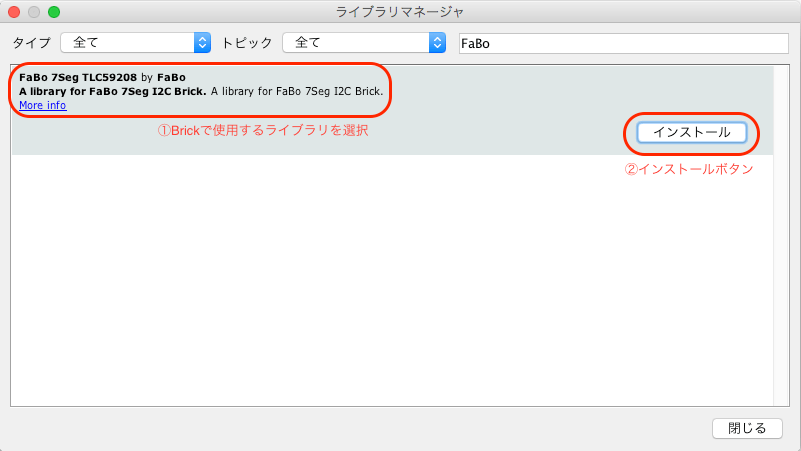 ライブラリマネージャ
タイプ 全て トピック 全て FaBo
FaBo 7Seg TLC59208 by FaBo
A library for FaBo 7Seg I2C Brick. A library for FaBo 7Seg I2C Brick.
More info
①Brickで使用するライブラリを選択
インストール
②インストールボタン
閉じる